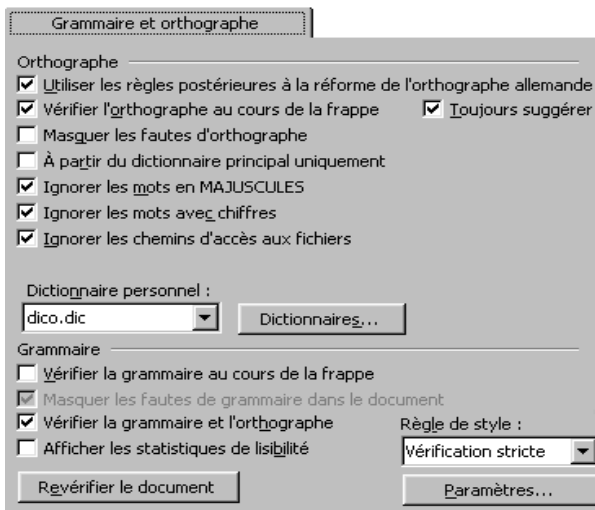 Grammaire et orthographe
Orthographe
Utiliser les règles postérieures à la réforme de l'orthographe allemande
Vérifier l'orthographe au cours de la frappe Toujours suggérer
Masquer les fautes d'orthographe
À partir du dictionnaire principal uniquement
Ignorer les mots en MAJUSCULES
Ignorer les mots avec chiffres
Ignorer les chemins d'accès aux fichiers
Dictionnaire personnel :
dico.dic Dictionnaires...
Grammaire
Vérifier la grammaire au cours de la frappe
Masquer les fautes de grammaire dans le document
Vérifier la grammaire et l'orthographe Règle de style :
Afficher les statistiques de lisibilité Vérification stricte
Revérifier le document Paramètres...